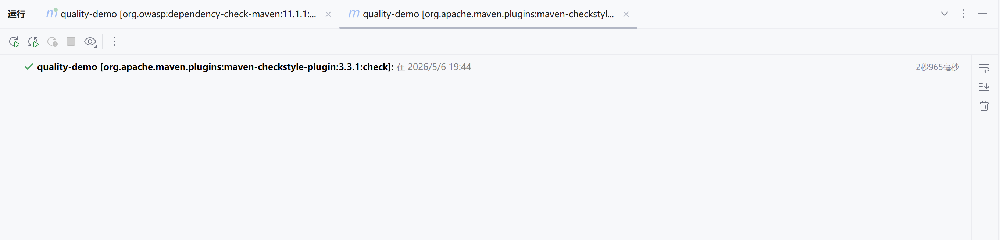 运行 quality-demo [org.owasp:dependency-check-maven:11.1.1:... quality-demo [org.apache.maven.plugins:maven-checkstyl...
quality-demo [org.apache.maven.plugins:maven-checkstyle-plugin:3.3.1:check]: 在 2026/5/6 19:44 2秒965毫秒